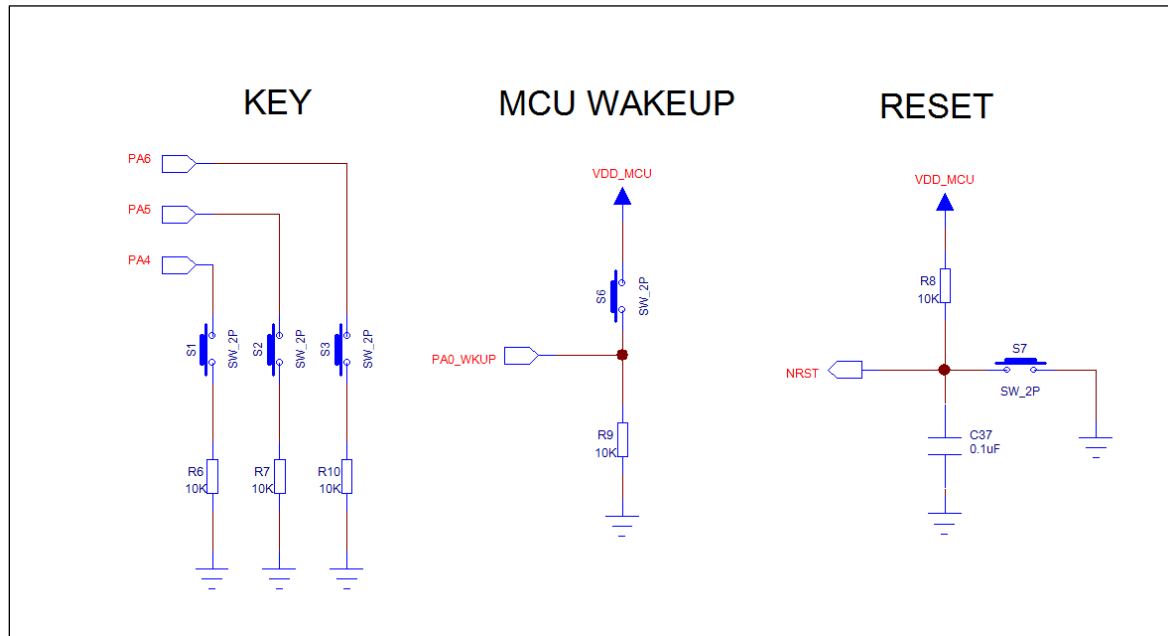 KEY
PA6
PA5
PA4
S1
SW_2P
S2
SW_2P
S3
SW_2P
R6
10K
R7
10K
R10
10K
MCU WAKEUP
VDD_MCU
S6
SW_2P
PA0_WKUP
R9
10K
RESET
VDD_MCU
R8
10K
S7
SW_2P
NRST
C37
0.1uF